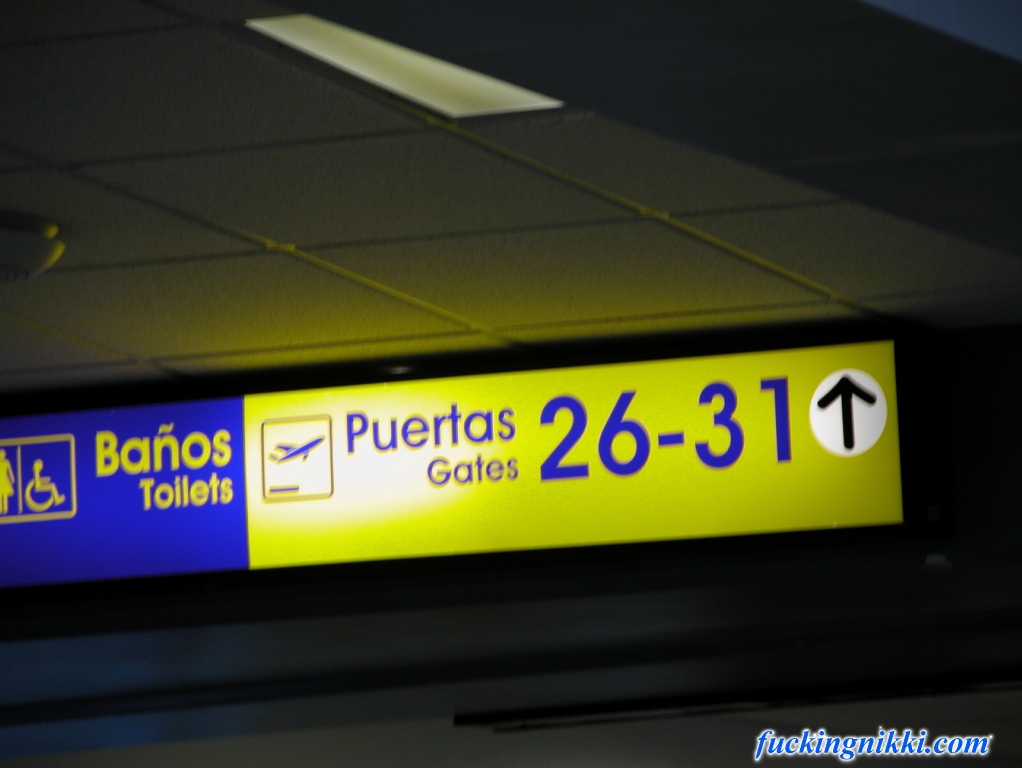 Baños
Toilets
Puertas
Gates
26-31
fuckingnikki.com